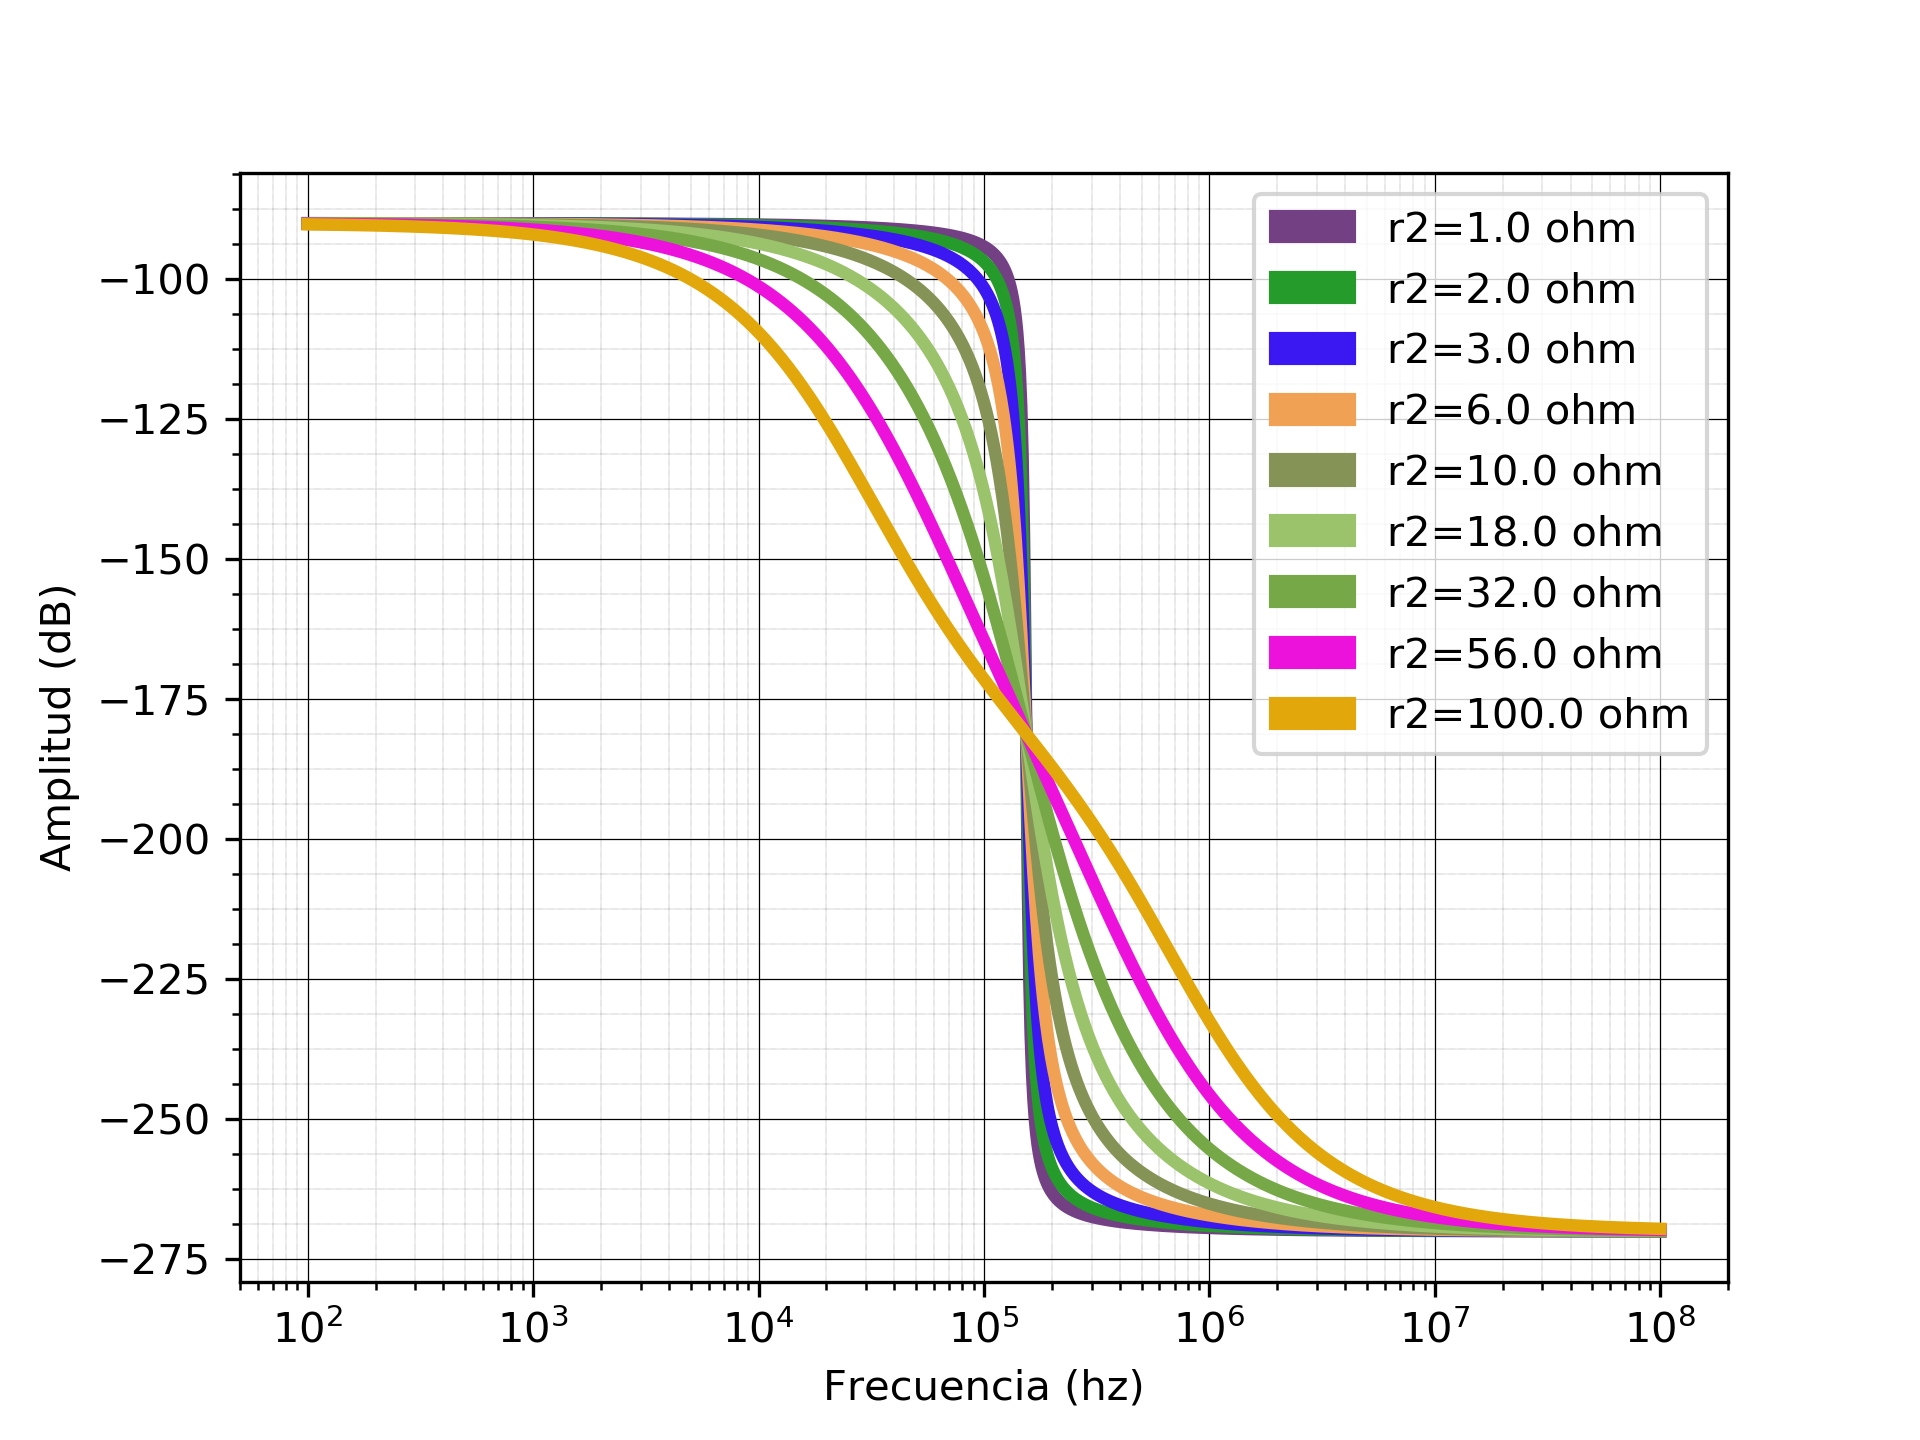 r2=1.0 ohm
r2=2.0 ohm
r2=3.0 ohm
r2=6.0 ohm
r2=10.0 ohm
r2=18.0 ohm
r2=32.0 ohm
r2=56.0 ohm
r2=100.0 ohm
−100
−125
−150
−175
−200
−225
−250
−275
Amplitud (dB)
10² 10³ 10⁴ 10⁵ 10⁶ 10⁷ 10⁸
Frecuencia (hz)